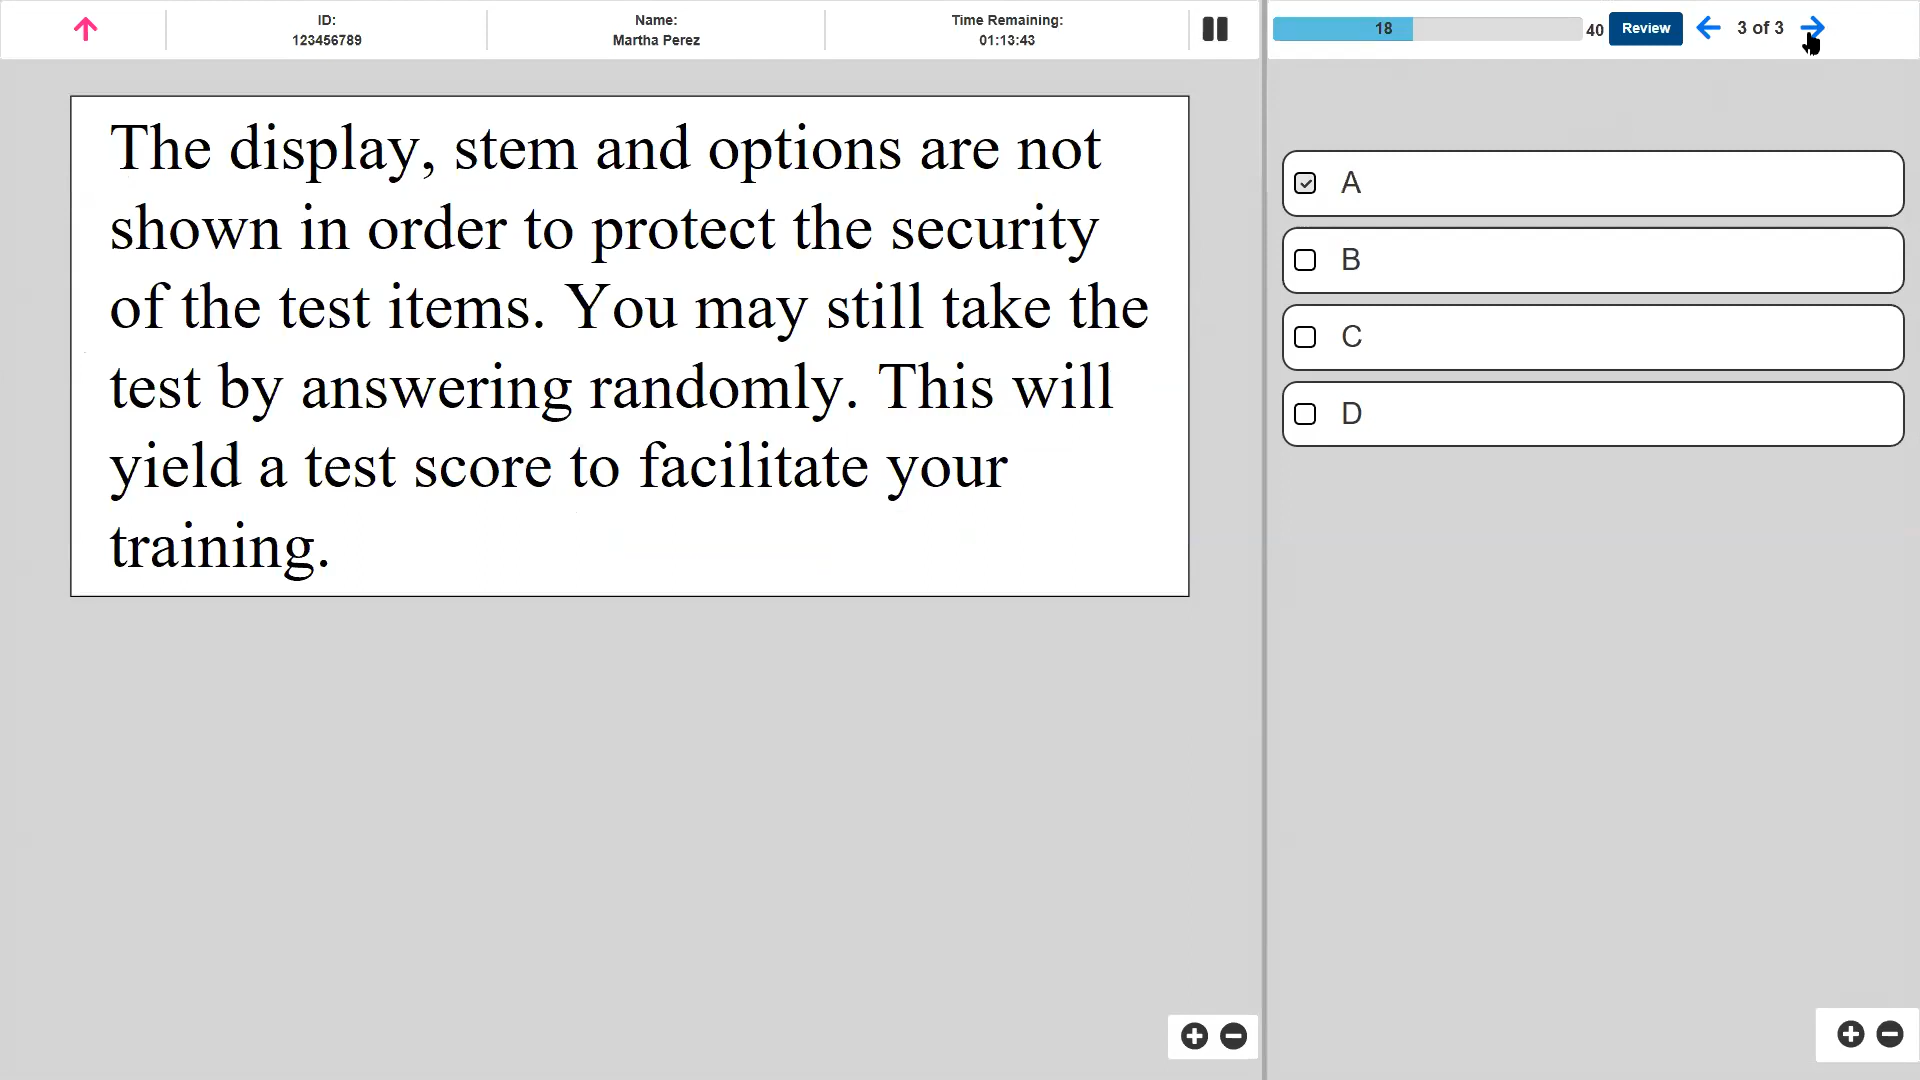 ID:
123456789
Name:
Martha Perez
Time Remaining:
01:13:43
18
40
Review
3 of 3
The display, stem and options are not
shown in order to protect the security
of the test items. You may still take the
test by answering randomly. This will
yield a test score to facilitate your
training.
A
B
C
D